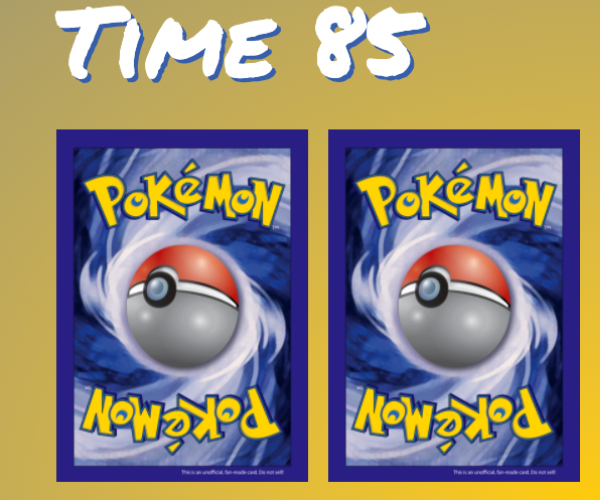 TIME 85
POKéMON
POKéMON
POKéMON
POKéMON
This is an unofficial, fan-made card. Do not sell!
This is an unofficial, fan-made card. Do not sell!